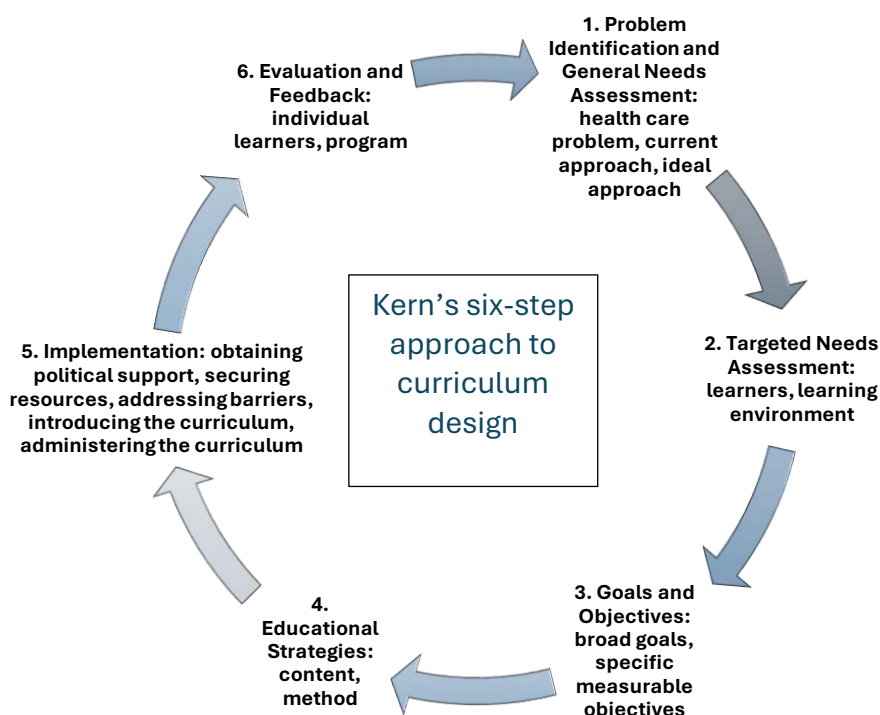 1. Problem
Identification and
General Needs
Assessment:
health care
problem, current
approach, ideal
approach
2. Targeted Needs
Assessment:
learners, learning
environment
3. Goals and
Objectives:
broad goals,
specific
measurable
objectives
4.
Educational
Strategies:
content,
method
5. Implementation: obtaining
political support, securing
resources, addressing barriers,
introducing the curriculum,
administering the curriculum
6. Evaluation and
Feedback:
individual
learners, program
Kern’s six-step
approach to
curriculum
design